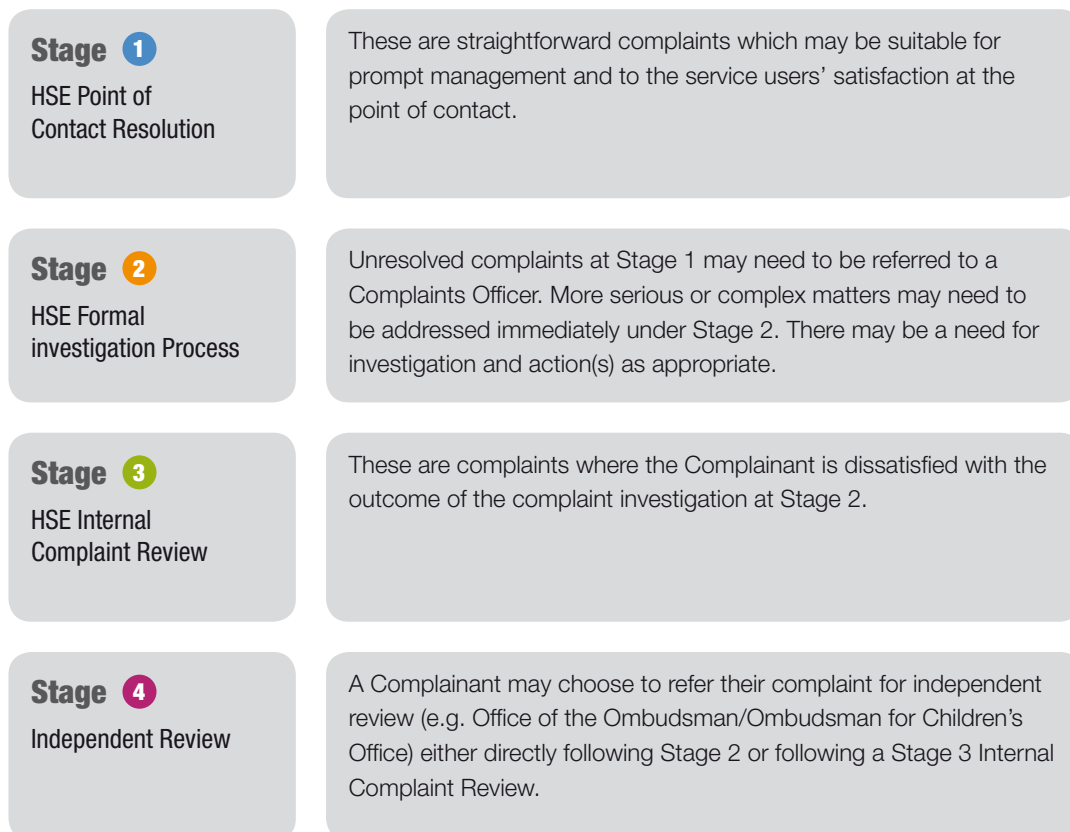 Stage 1
HSE Point of
Contact Resolution
These are straightforward complaints which may be suitable for
prompt management and to the service users’ satisfaction at the
point of contact.
Stage 2
HSE Formal
investigation Process
Unresolved complaints at Stage 1 may need to be referred to a
Complaints Officer. More serious or complex matters may need to
be addressed immediately under Stage 2. There may be a need for
investigation and action(s) as appropriate.
Stage 3
HSE Internal
Complaint Review
These are complaints where the Complainant is dissatisfied with the
outcome of the complaint investigation at Stage 2.
Stage 4
Independent Review
A Complainant may choose to refer their complaint for independent
review (e.g. Office of the Ombudsman/Ombudsman for Children’s
Office) either directly following Stage 2 or following a Stage 3 Internal
Complaint Review.